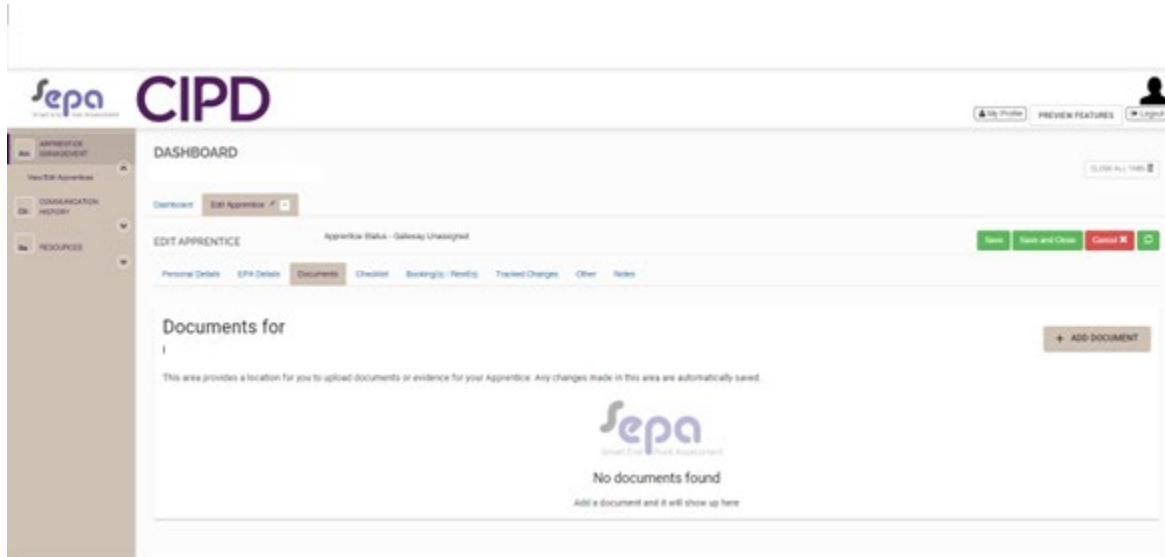 Sepa CIPD
My Profile PREVIEW FEATURES Logout
Am APPRENTICE MANAGEMENT
View/Edit Apprentices
Ch COMMUNICATION HISTORY
Re RESOURCES
DASHBOARD
CLOSE ALL TABS
Dashboard Edit Apprentice
EDIT APPRENTICE Apprentice Status - Gateway Unassigned
Save Save and Close Cancel X
Personal Details EPA Details Documents Checklist Booking(s) / Resit(s) Tracked Changes Other Notes
Documents for
+ ADD DOCUMENT
This area provides a location for you to upload documents or evidence for your Apprentice. Any changes made in this area are automatically saved.
Sepa
Smart End Point Assessment
No documents found
Add a document and it will show up here